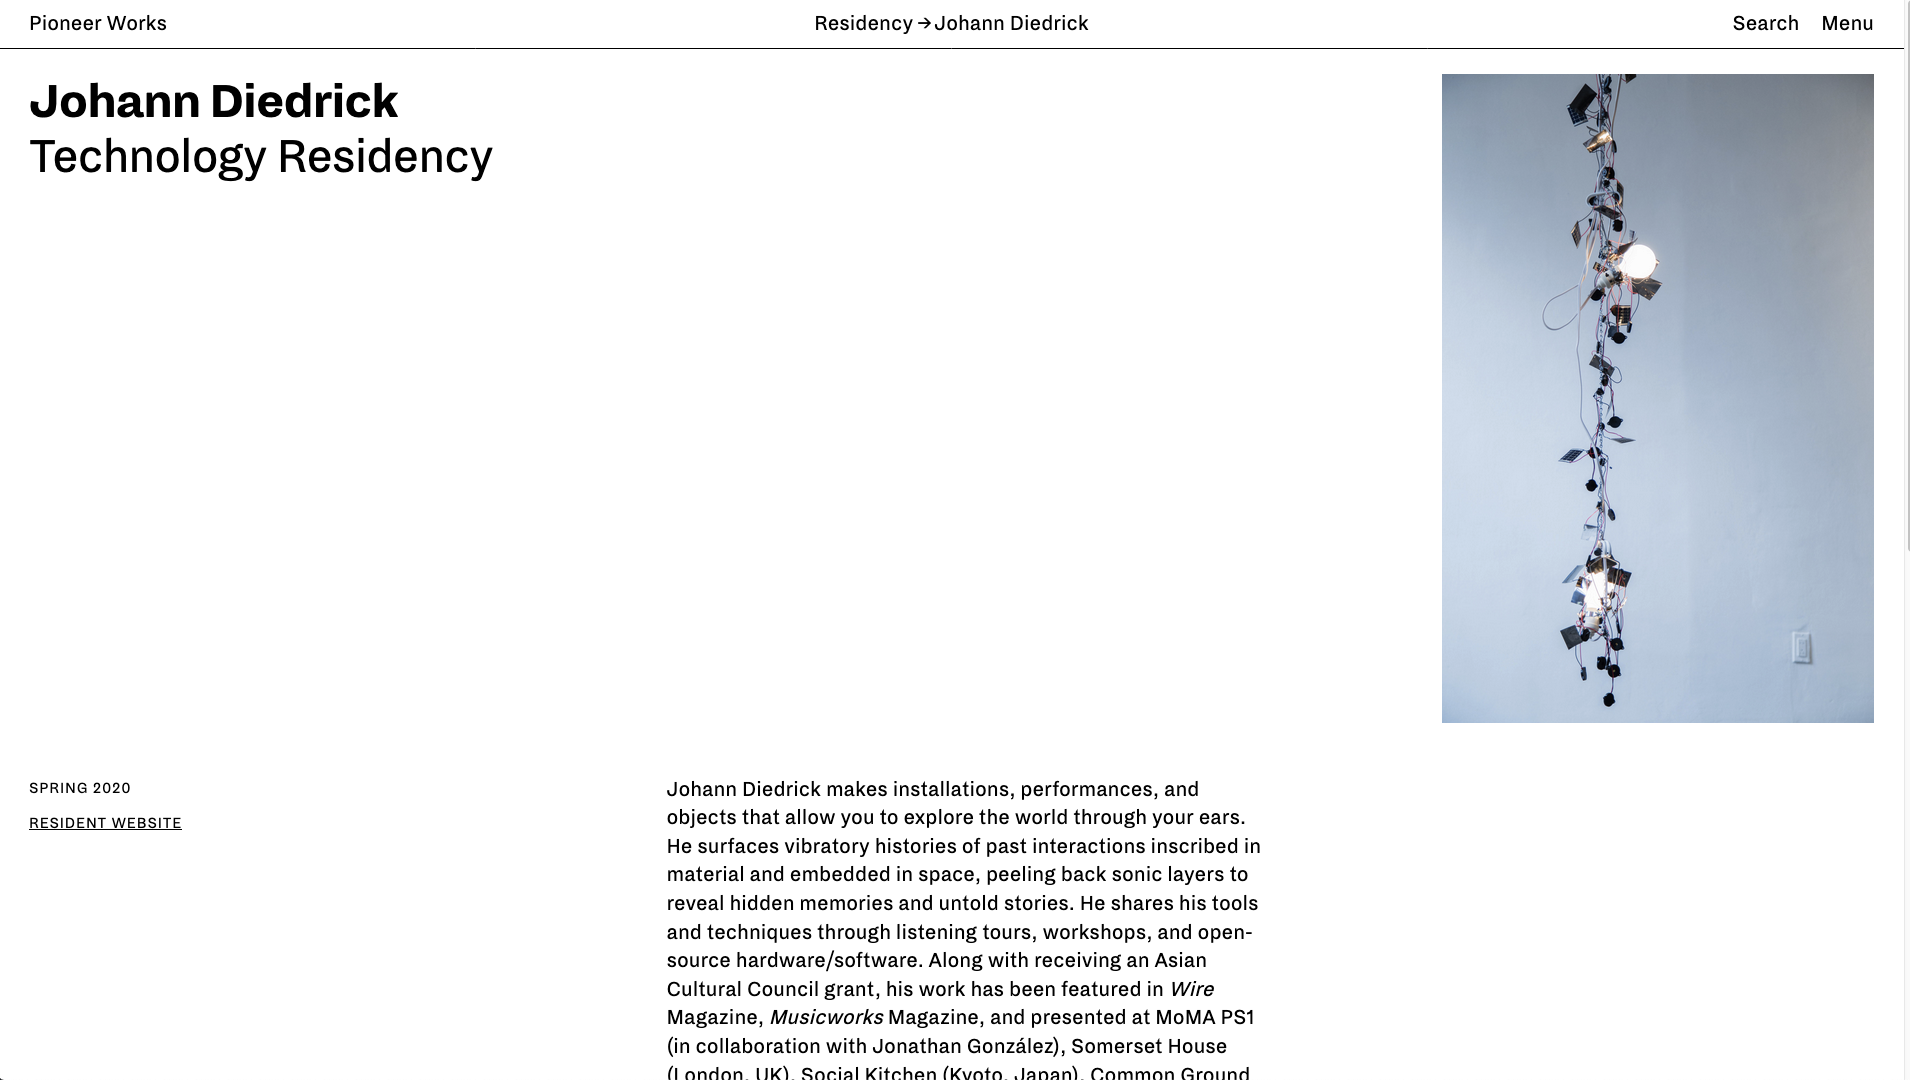 Pioneer Works
Residency → Johann Diedrick
Search Menu
Johann Diedrick
Technology Residency
SPRING 2020
RESIDENT WEBSITE
Johann Diedrick makes installations, performances, and
objects that allow you to explore the world through your ears.
He surfaces vibratory histories of past interactions inscribed in
material and embedded in space, peeling back sonic layers to
reveal hidden memories and untold stories. He shares his tools
and techniques through listening tours, workshops, and open-
source hardware/software. Along with receiving an Asian
Cultural Council grant, his work has been featured in Wire
Magazine, Musicworks Magazine, and presented at MoMA PS1
(in collaboration with Jonathan González), Somerset House
(London, UK), Social Kitchen (Kyoto, Japan), Common Ground